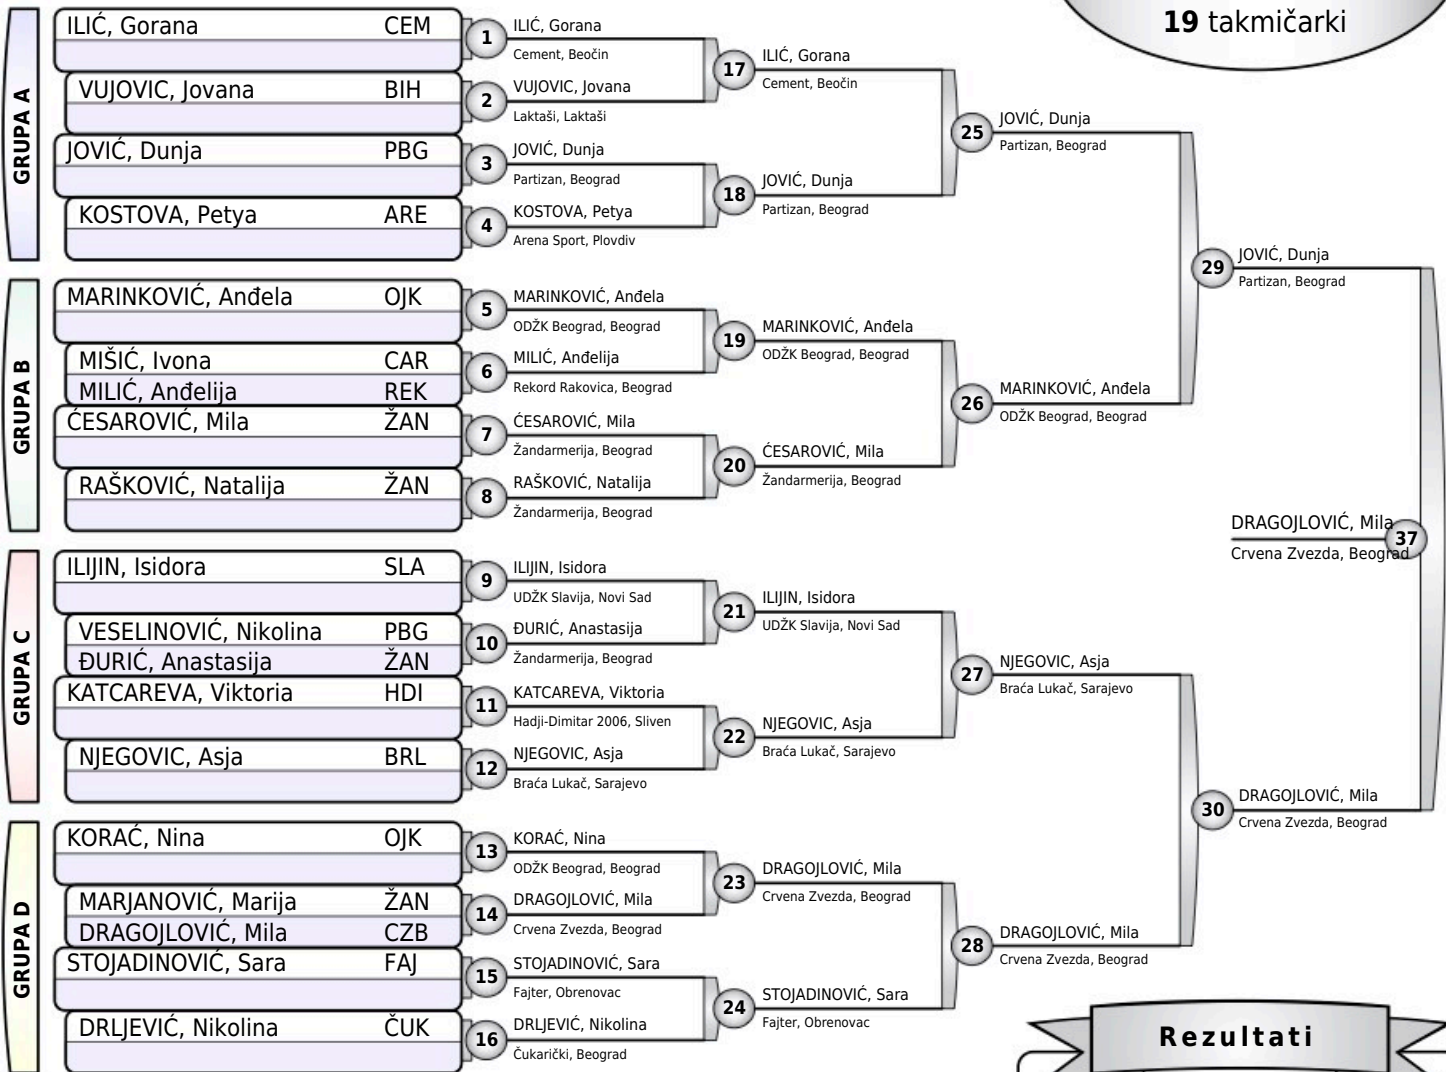 19 takmičarki
GRUPA A
ILIĆ, Gorana CEM
VUJOVIC, Jovana BIH
JOVIĆ, Dunja PBG
KOSTOVA, Petya ARE
GRUPA B
MARINKOVIĆ, Anđela OJK
MIŠIĆ, Ivona CAR
MILIĆ, Anđelija REK
ĆESAROVIĆ, Mila ŽAN
RAŠKOVIĆ, Natalija ŽAN
GRUPA C
ILIJIN, Isidora SLA
VESELINOVIĆ, Nikolina PBG
ĐURIĆ, Anastasija ŽAN
KATCAREVA, Viktoria HDI
NJEGOVIC, Asja BRL
GRUPA D
KORAĆ, Nina OJK
MARJANOVIĆ, Marija ŽAN
DRAGOJLOVIĆ, Mila CZB
STOJADINOVIĆ, Sara FAJ
DRLJEVIĆ, Nikolina ČUK
1 ILIĆ, Gorana
Cement, Beočin
2 VUJOVIC, Jovana
Laktaši, Laktaši
3 JOVIĆ, Dunja
Partizan, Beograd
4 KOSTOVA, Petya
Arena Sport, Plovdiv
5 MARINKOVIĆ, Anđela
ODŽK Beograd, Beograd
6 MILIĆ, Anđelija
Rekord Rakovica, Beograd
7 ĆESAROVIĆ, Mila
Žandarmerija, Beograd
8 RAŠKOVIĆ, Natalija
Žandarmerija, Beograd
9 ILIJIN, Isidora
UDŽK Slavija, Novi Sad
10 ĐURIĆ, Anastasija
Žandarmerija, Beograd
11 KATCAREVA, Viktoria
Hadji-Dimitar 2006, Sliven
12 NJEGOVIC, Asja
Braća Lukač, Sarajevo
13 KORAĆ, Nina
ODŽK Beograd, Beograd
14 DRAGOJLOVIĆ, Mila
Crvena Zvezda, Beograd
15 STOJADINOVIĆ, Sara
Fajter, Obrenovac
16 DRLJEVIĆ, Nikolina
Čukarički, Beograd
17 ILIĆ, Gorana
Cement, Beočin
18 JOVIĆ, Dunja
Partizan, Beograd
19 MARINKOVIĆ, Anđela
ODŽK Beograd, Beograd
20 ĆESAROVIĆ, Mila
Žandarmerija, Beograd
21 ILIJIN, Isidora
UDŽK Slavija, Novi Sad
22 NJEGOVIC, Asja
Braća Lukač, Sarajevo
23 DRAGOJLOVIĆ, Mila
Crvena Zvezda, Beograd
24 STOJADINOVIĆ, Sara
Fajter, Obrenovac
25 JOVIĆ, Dunja
Partizan, Beograd
26 MARINKOVIĆ, Anđela
ODŽK Beograd, Beograd
27 NJEGOVIC, Asja
Braća Lukač, Sarajevo
28 DRAGOJLOVIĆ, Mila
Crvena Zvezda, Beograd
29 JOVIĆ, Dunja
Partizan, Beograd
30 DRAGOJLOVIĆ, Mila
Crvena Zvezda, Beograd
DRAGOJLOVIĆ, Mila 37
Crvena Zvezda, Beograd
Rezultati